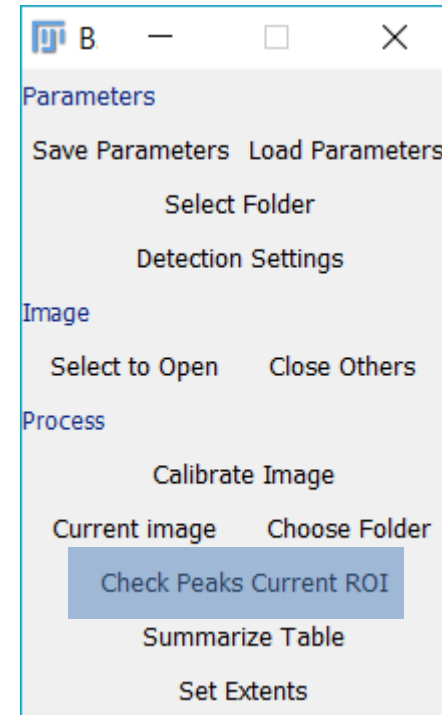 B
Parameters
Save Parameters Load Parameters
Select Folder
Detection Settings
Image
Select to Open Close Others
Process
Calibrate Image
Current image Choose Folder
Check Peaks Current ROI
Summarize Table
Set Extents